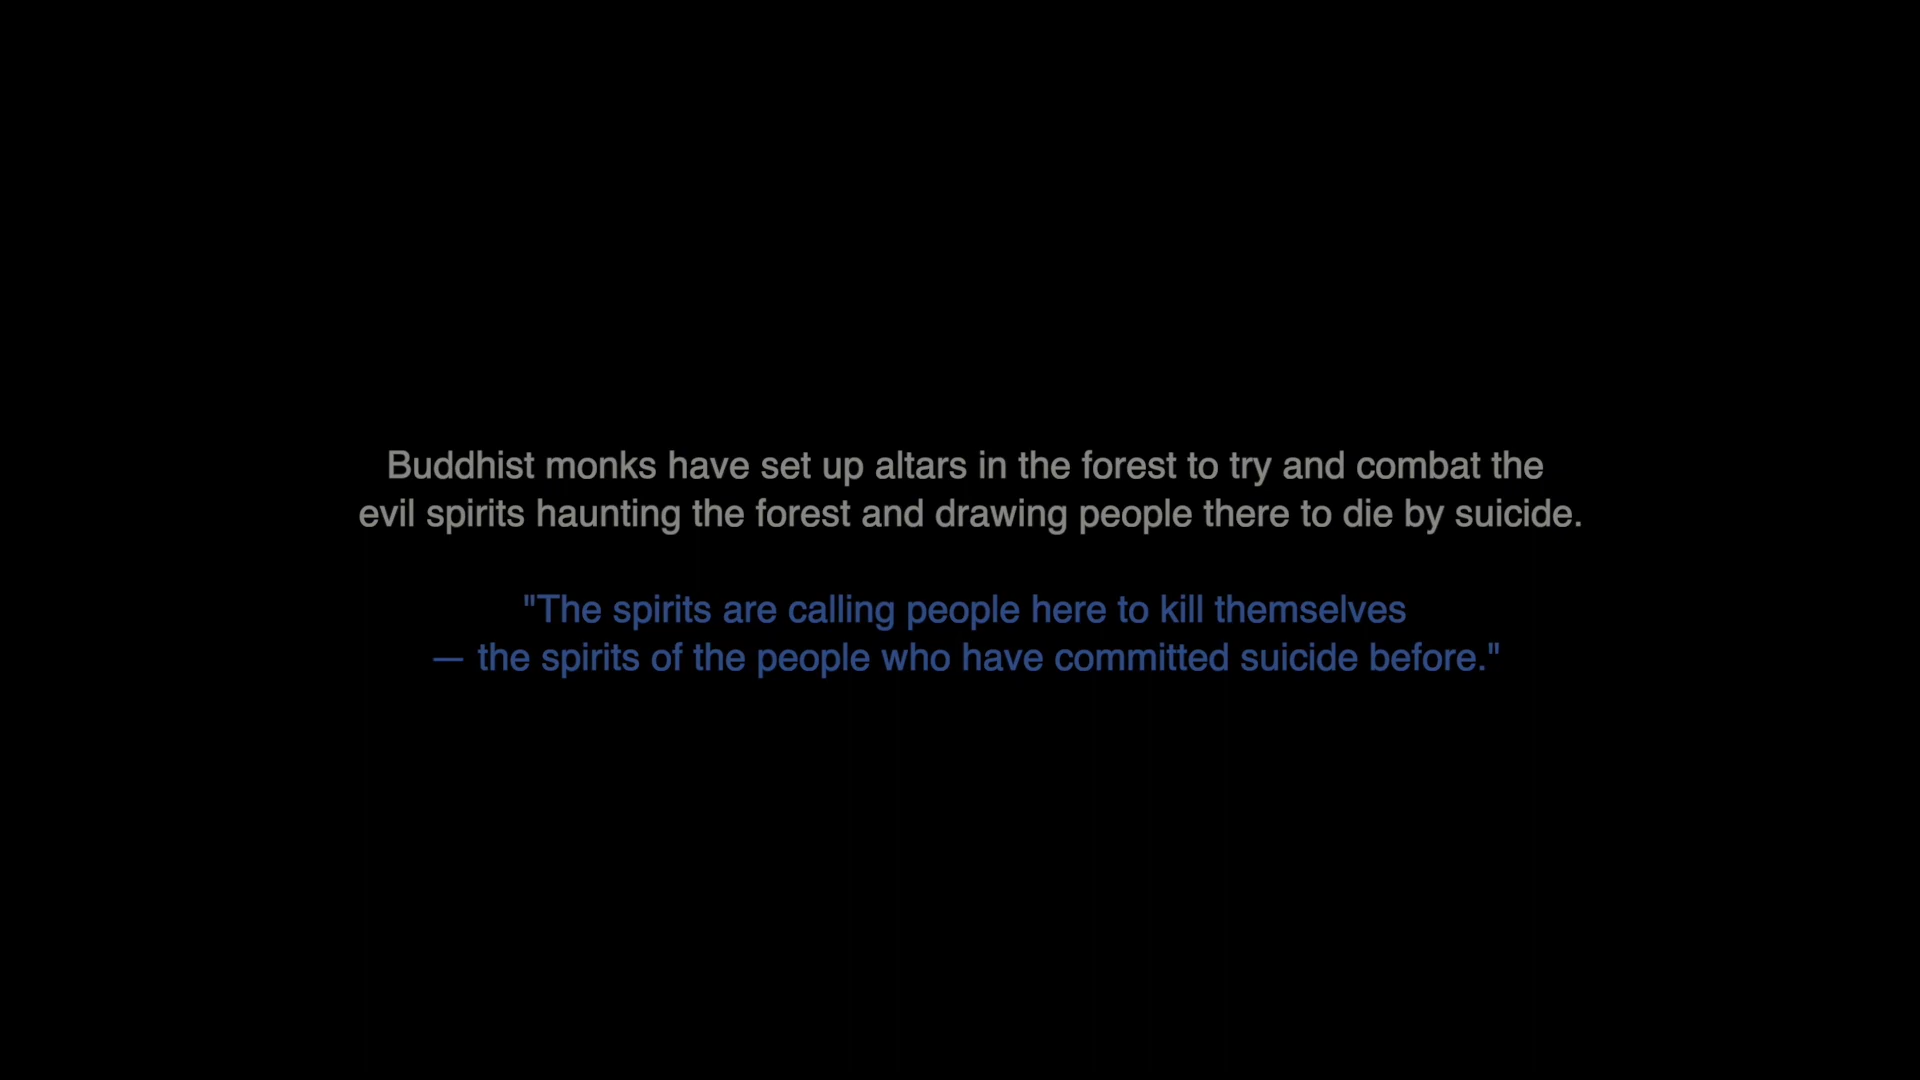 Buddhist monks have set up altars in the forest to try and combat the
evil spirits haunting the forest and drawing people there to die by suicide.
"The spirits are calling people here to kill themselves
— the spirits of the people who have committed suicide before."